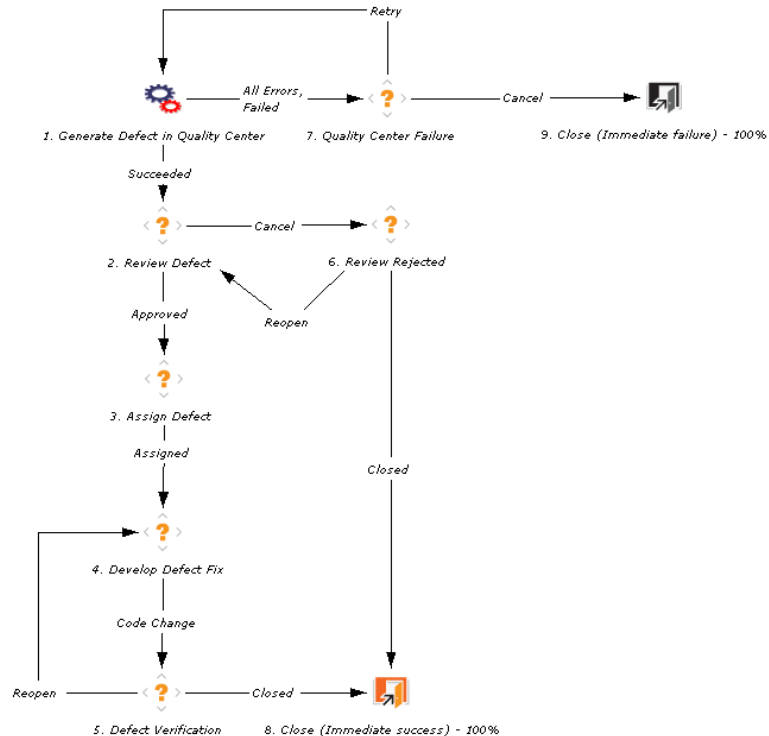 Retry
All Errors,
Failed
Cancel
1. Generate Defect in Quality Center
7. Quality Center Failure
9. Close (Immediate failure) - 100%
Succeeded
Cancel
2. Review Defect
6. Review Rejected
Approved
Reopen
3. Assign Defect
Assigned
Closed
4. Develop Defect Fix
Code Change
Reopen
Closed
5. Defect Verification
8. Close (Immediate success) - 100%